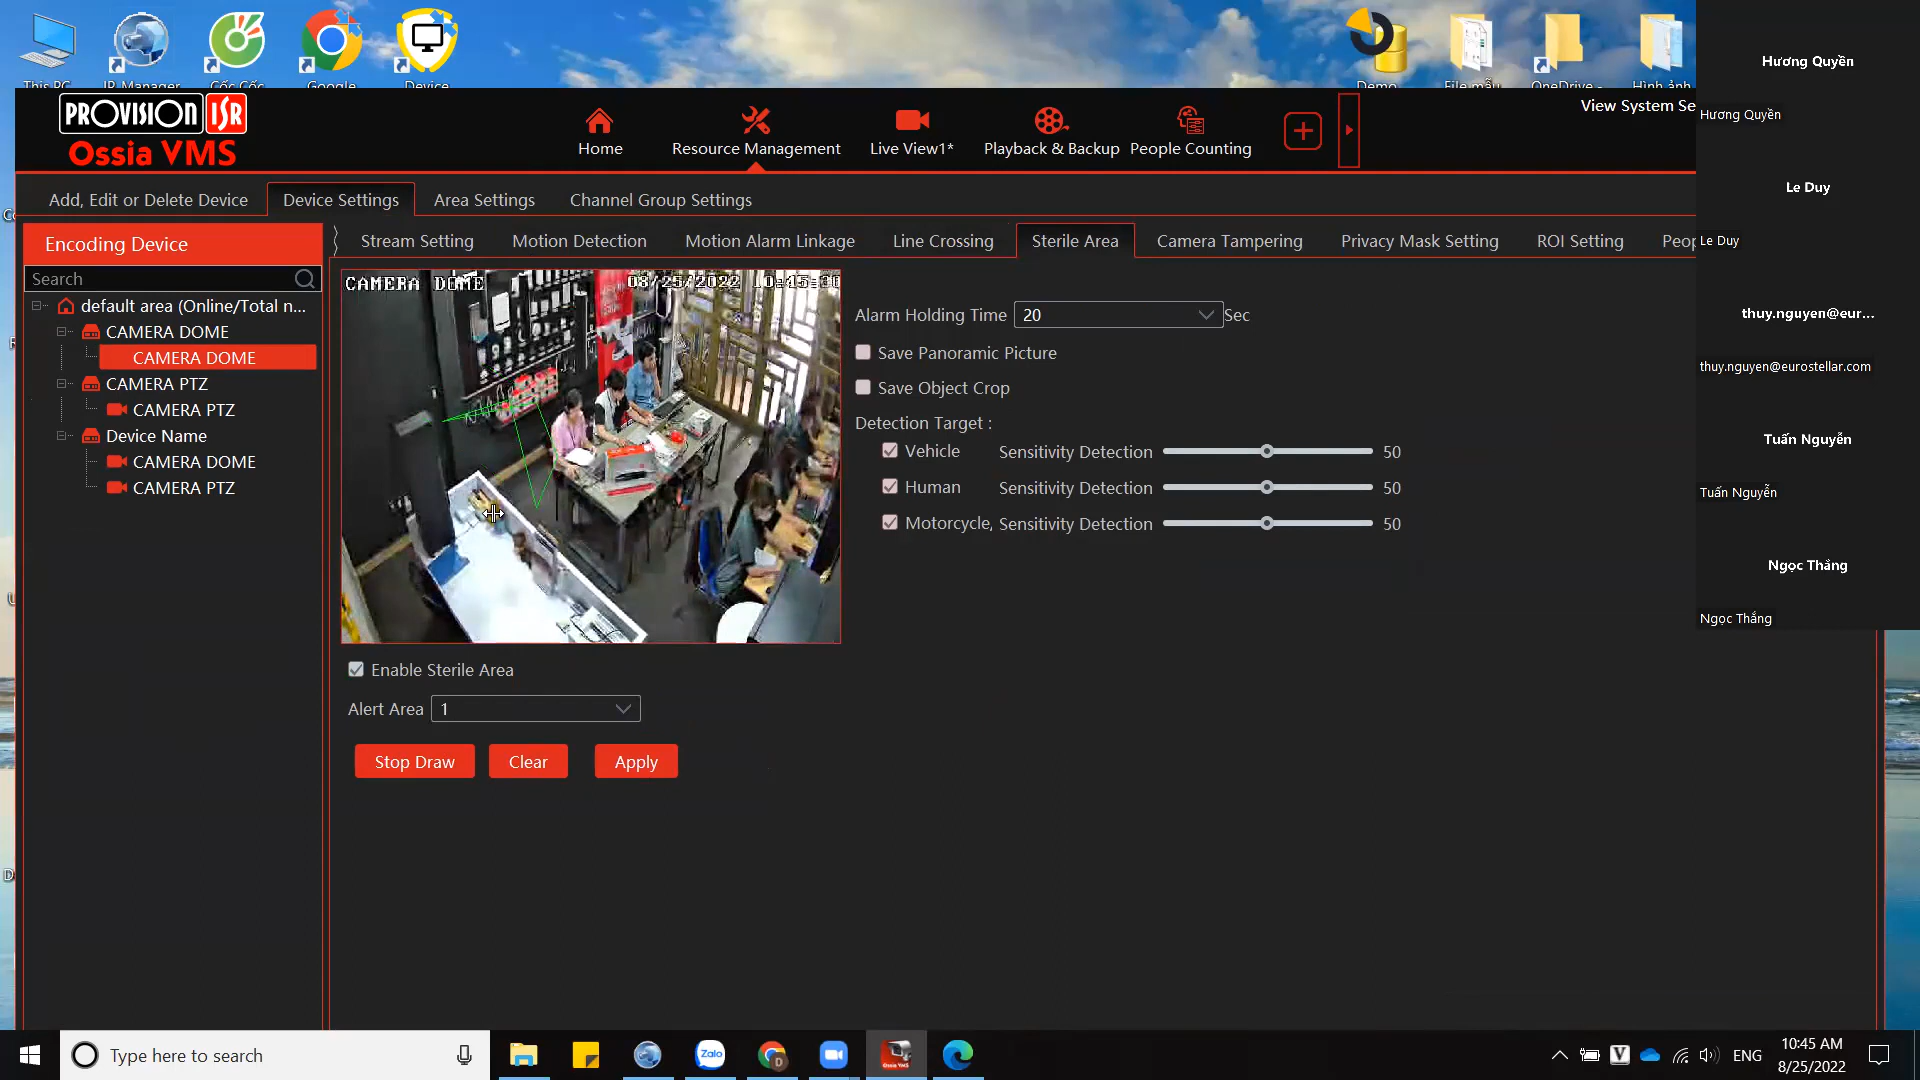 This PC
IP Manager
Cốc Cốc
Google
Device
Demo
File mẫu
OneDrive -
Hình ảnh
PROVISION ISR
Ossia VMS
Home
Resource Management
Live View1*
Playback & Backup
People Counting
View System Se
Add, Edit or Delete Device
Device Settings
Area Settings
Channel Group Settings
Encoding Device
Search
default area (Online/Total n...
CAMERA DOME
CAMERA DOME
CAMERA PTZ
CAMERA PTZ
Device Name
CAMERA DOME
CAMERA PTZ
Stream Setting
Motion Detection
Motion Alarm Linkage
Line Crossing
Sterile Area
Camera Tampering
Privacy Mask Setting
ROI Setting
Peop
CAMERA DOME
08/25/2022
Alarm Holding Time 20 Sec
Save Panoramic Picture
Save Object Crop
Detection Target :
Vehicle Sensitivity Detection 50
Human Sensitivity Detection 50
Motorcycle, Sensitivity Detection 50
Enable Sterile Area
Alert Area 1
Stop Draw
Clear
Apply
Hương Quyền
Hương Quyền
Le Duy
Le Duy
thuy.nguyen@eur...
thuy.nguyen@eurostellar.com
Tuấn Nguyễn
Tuấn Nguyễn
Ngọc Thắng
Ngọc Thắng
Type here to search
Zalo
D
Ossia VMS
V
ENG
10:45 AM
8/25/2022